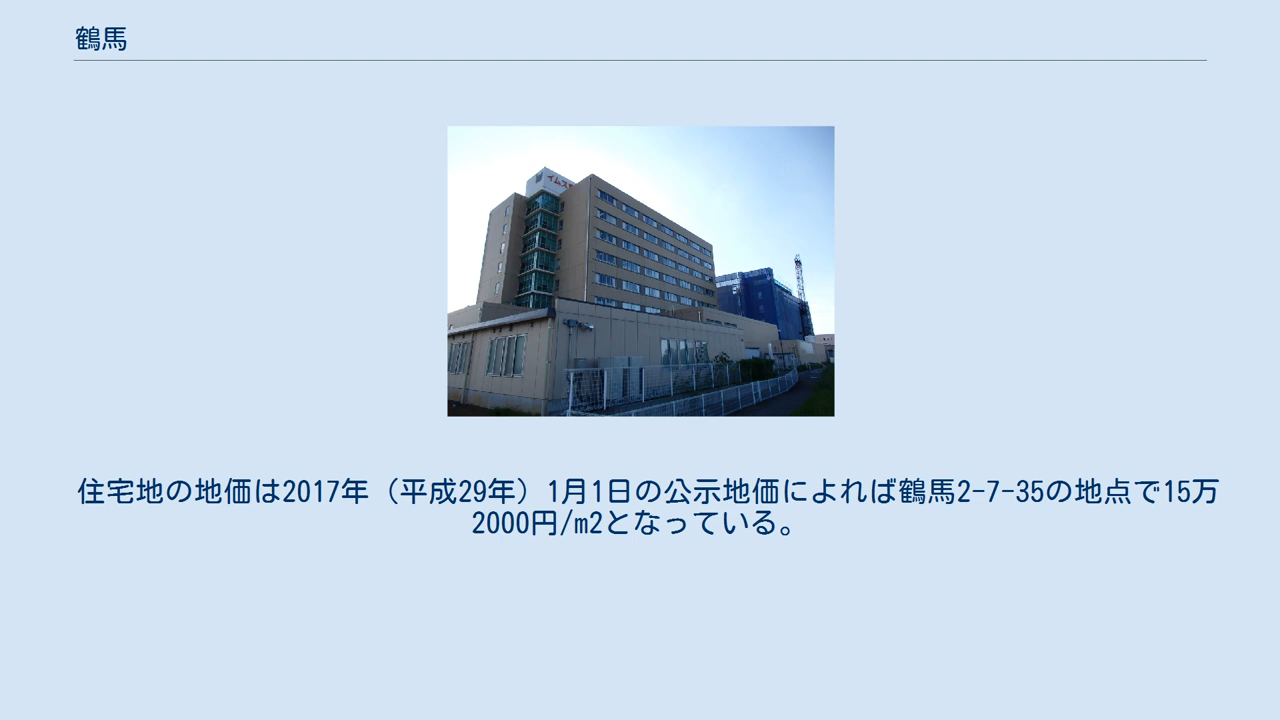 鶴馬
イムス
住宅地の地価は2017年（平成29年）1月1日の公示地価によれば鶴馬2-7-35の地点で15万
2000円/m2となっている。